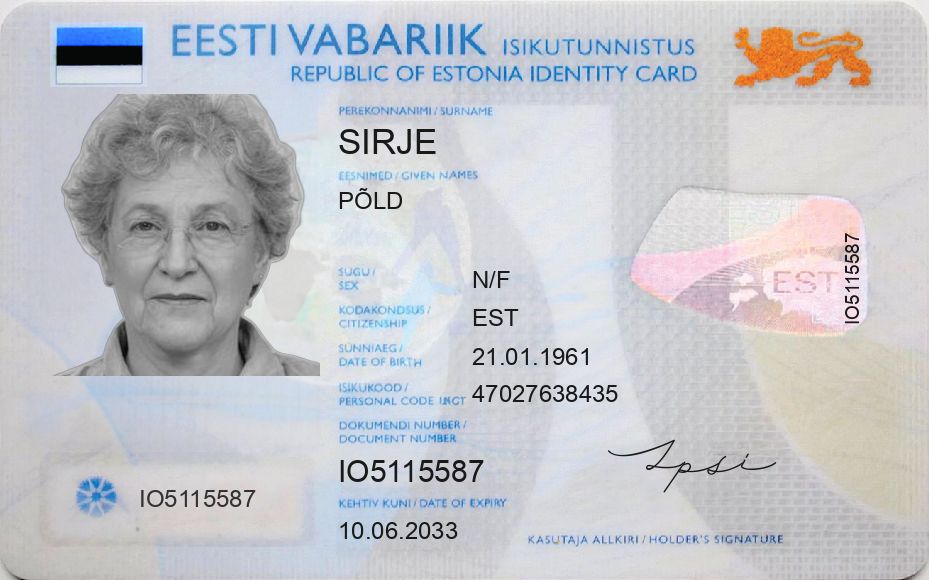 EESTI VABARIIK ISIKUTUNNISTUS
REPUBLIC OF ESTONIA IDENTITY CARD
PEREKONNANIMI / SURNAME
SIRJE
EESNIMED / GIVEN NAMES
PÕLD
SUGU /
SEX
N/F
KODAKONDSUS /
CITIZENSHIP
EST
SÜNNIAEG /
DATE OF BIRTH
21.01.1961
ISIKUKOOD /
PERSONAL CODE
47027638435
DOKUMENDI NUMBER /
DOCUMENT NUMBER
IO5115587
KEHTIV KUNI / DATE OF EXPIRY
10.06.2033
IO5115587
EST
IO5115587
KASUTAJA ALLKIRI / HOLDER'S SIGNATURE